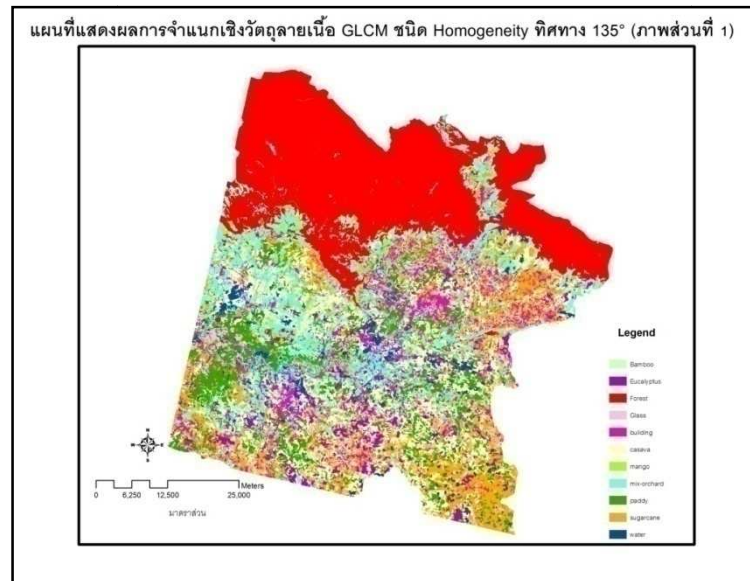 แผนที่แสดงผลการจำแนกเชิงวัตถุลายเนื้อ GLCM ชนิด Homogeneity ทิศทาง 135° (ภาพส่วนที่ 1)
Legend
Bamboo
Eucalyptus
Forest
Glass
building
casava
mango
mix-orchard
paddy
sugarcane
water
Meters
0 6,250 12,500 25,000
มาตราส่วน